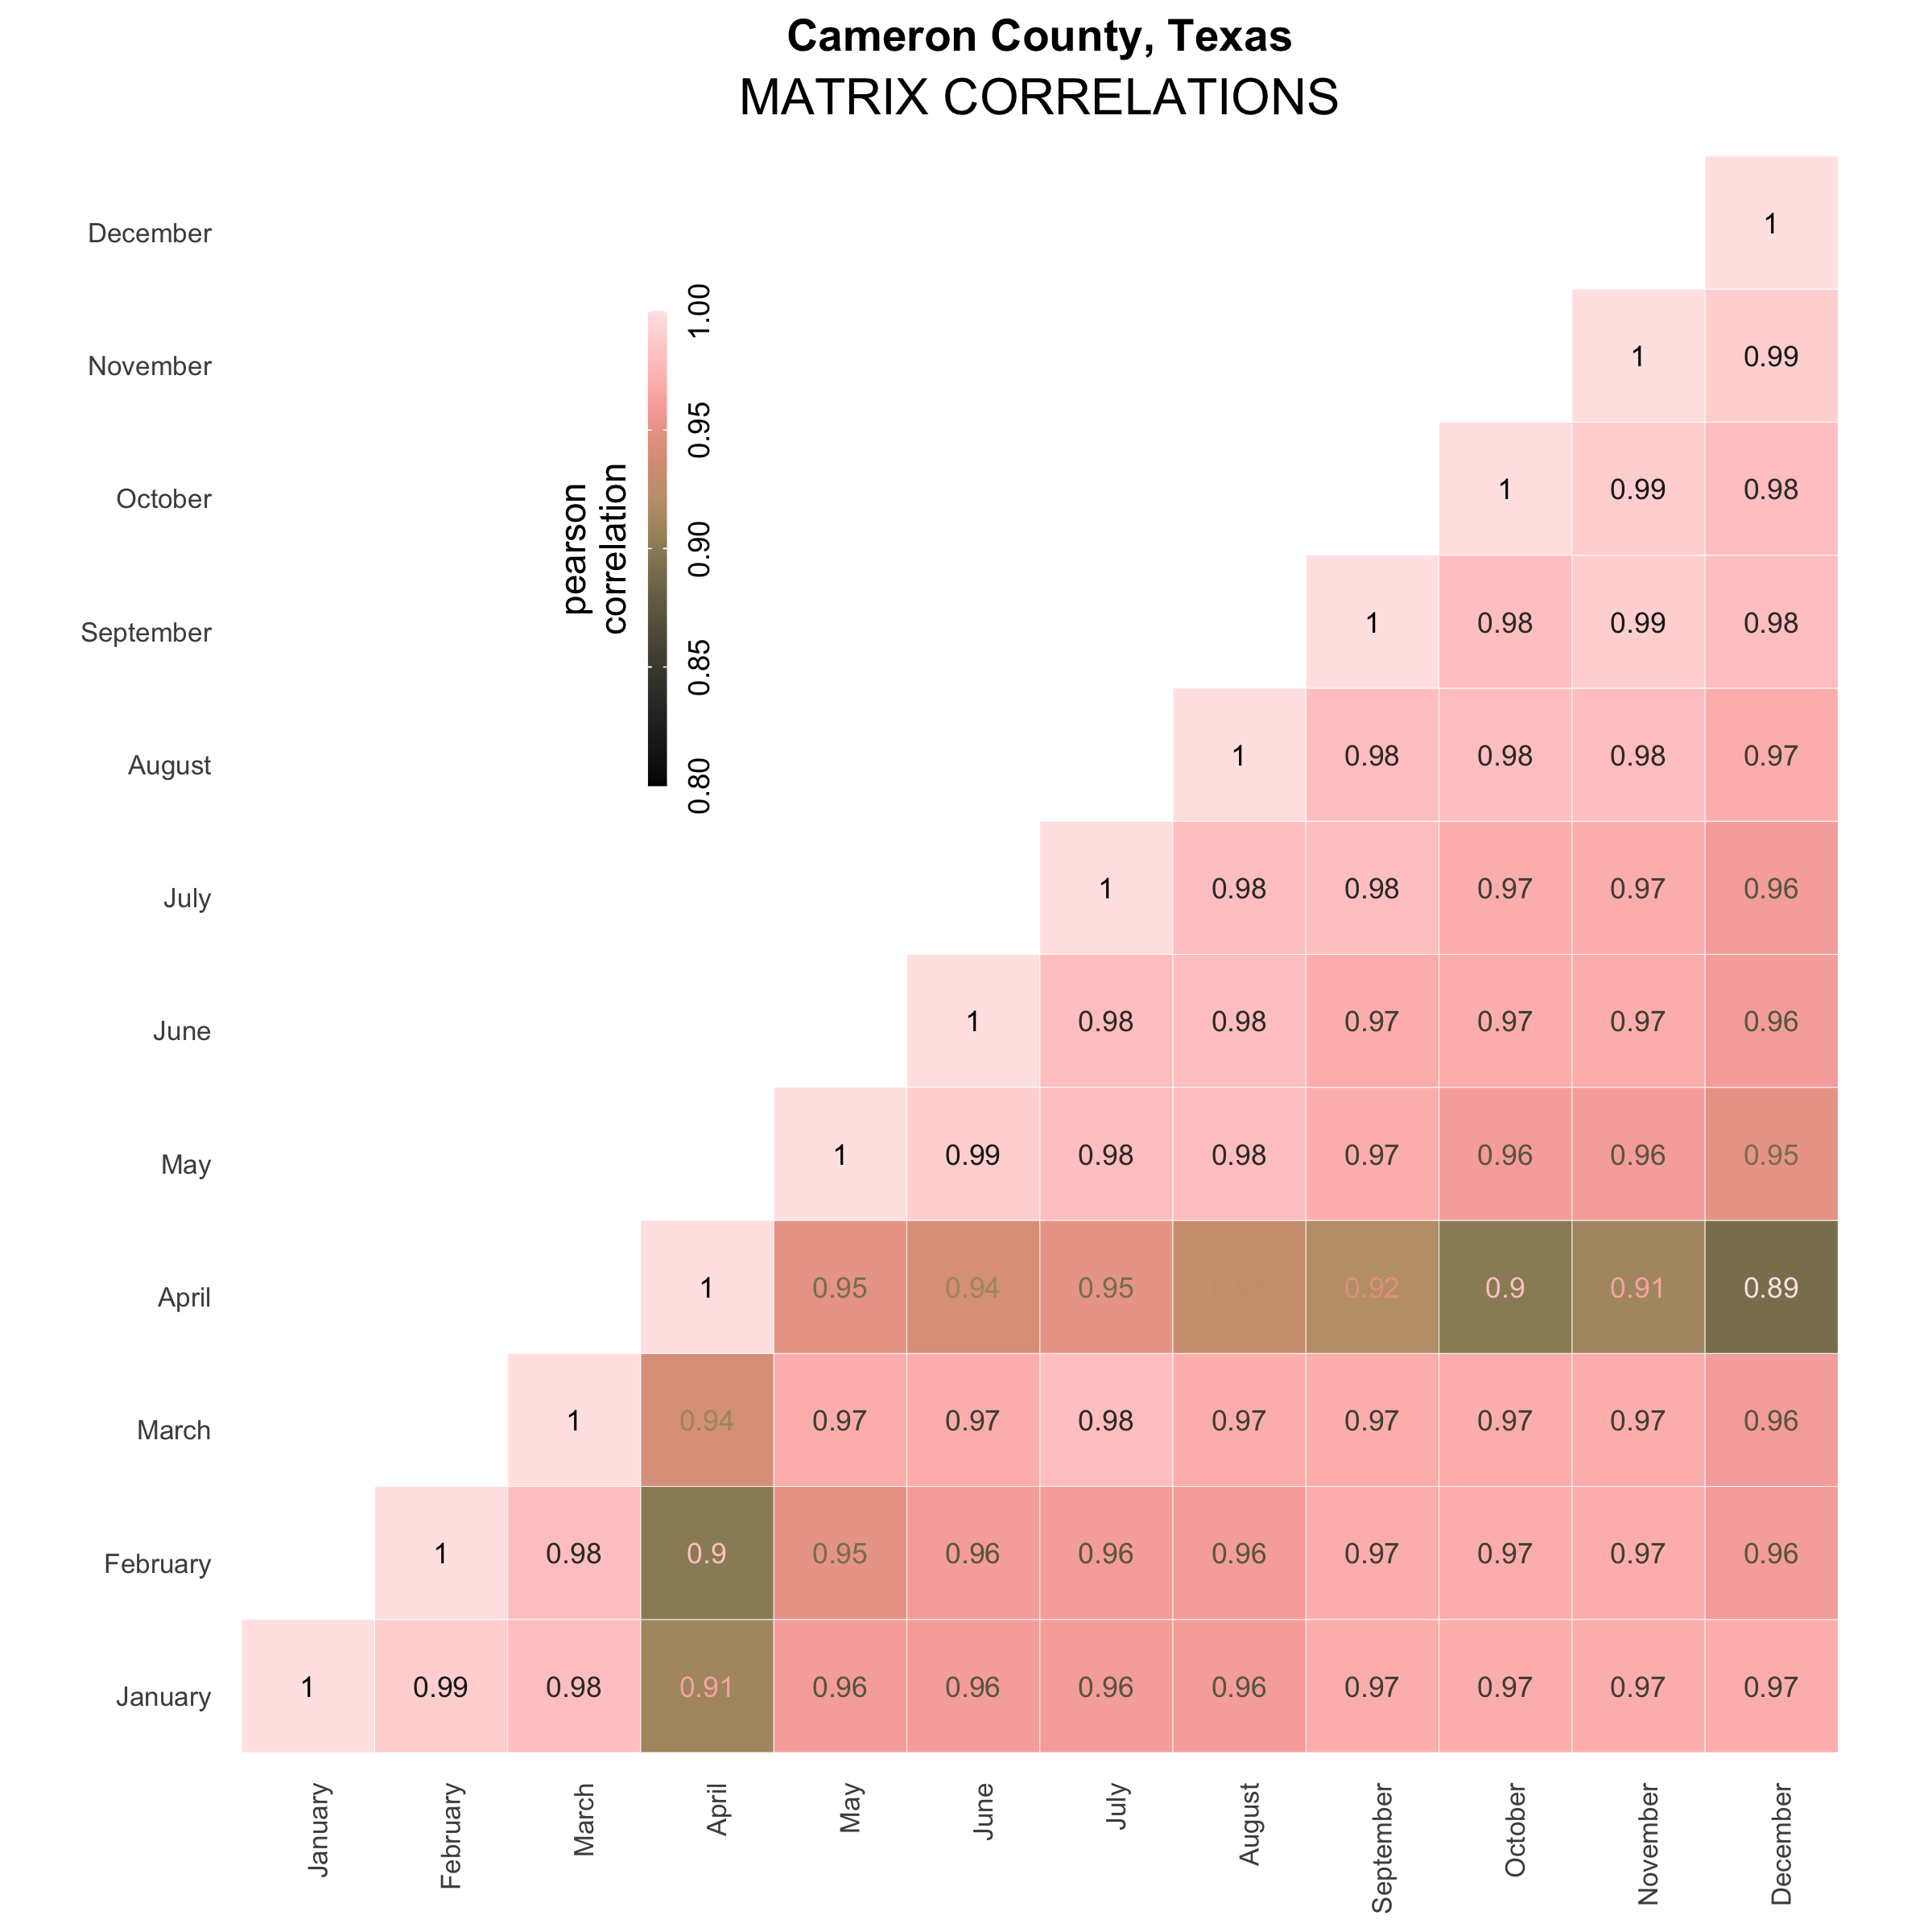 Cameron County, Texas
MATRIX CORRELATIONS
pearson
correlation
1.00
0.95
0.90
0.85
0.80
December
1
November
1 0.99
October
1 0.99 0.98
September
1 0.98 0.99 0.98
August
1 0.98 0.98 0.98 0.97
July
1 0.98 0.98 0.97 0.97 0.96
June
1 0.98 0.98 0.97 0.97 0.97 0.96
May
1 0.99 0.98 0.98 0.97 0.96 0.96 0.95
April
1 0.95 0.94 0.95 0.92 0.9 0.91 0.89
March
1 0.94 0.97 0.97 0.98 0.97 0.97 0.97 0.97 0.96
February
1 0.98 0.9 0.95 0.96 0.96 0.96 0.97 0.97 0.97 0.96
January
1 0.99 0.98 0.91 0.96 0.96 0.96 0.96 0.97 0.97 0.97 0.97
January
February
March
April
May
June
July
August
September
October
November
December